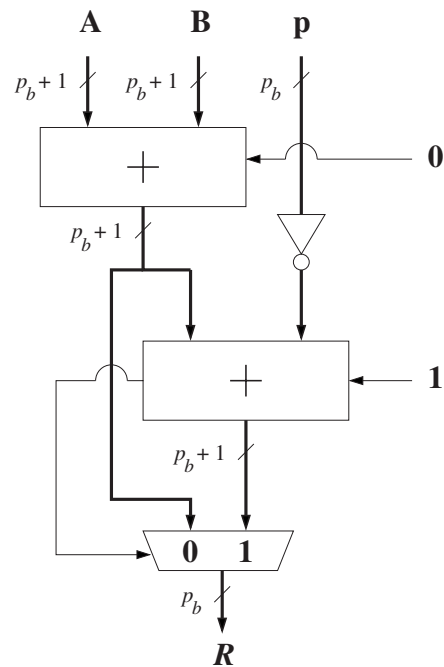 A B p
p_b + 1 p_b + 1 p_b
+ 0
p_b + 1
+ 1
p_b + 1
0 1
p_b
R